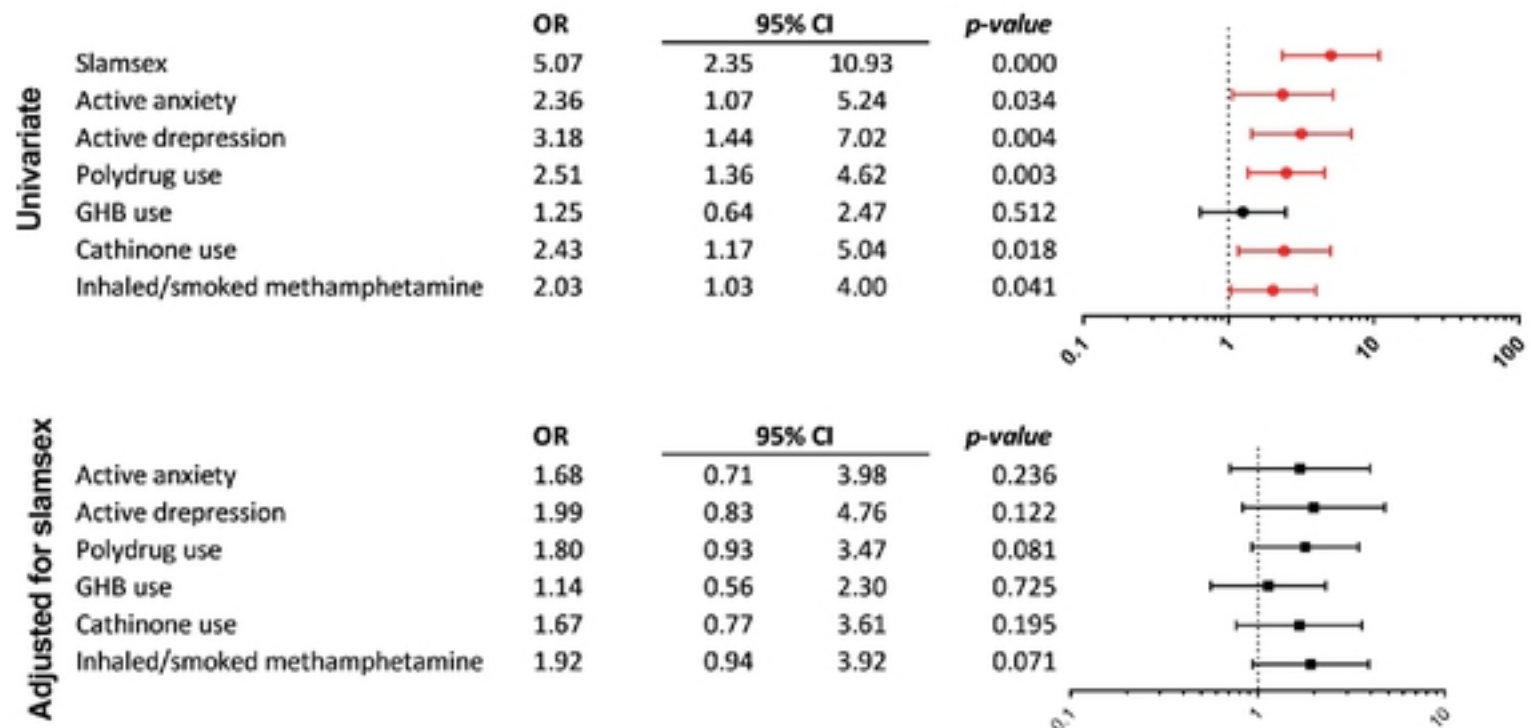 OR 95% CI p-value
Univariate
Slamsex 5.07 2.35 10.93 0.000
Active anxiety 2.36 1.07 5.24 0.034
Active drepression 3.18 1.44 7.02 0.004
Polydrug use 2.51 1.36 4.62 0.003
GHB use 1.25 0.64 2.47 0.512
Cathinone use 2.43 1.17 5.04 0.018
Inhaled/smoked methamphetamine 2.03 1.03 4.00 0.041
0.1 1 10 100
OR 95% CI p-value
Adjusted for slamsex
Active anxiety 1.68 0.71 3.98 0.236
Active drepression 1.99 0.83 4.76 0.122
Polydrug use 1.80 0.93 3.47 0.081
GHB use 1.14 0.56 2.30 0.725
Cathinone use 1.67 0.77 3.61 0.195
Inhaled/smoked methamphetamine 1.92 0.94 3.92 0.071
0.1 1 10